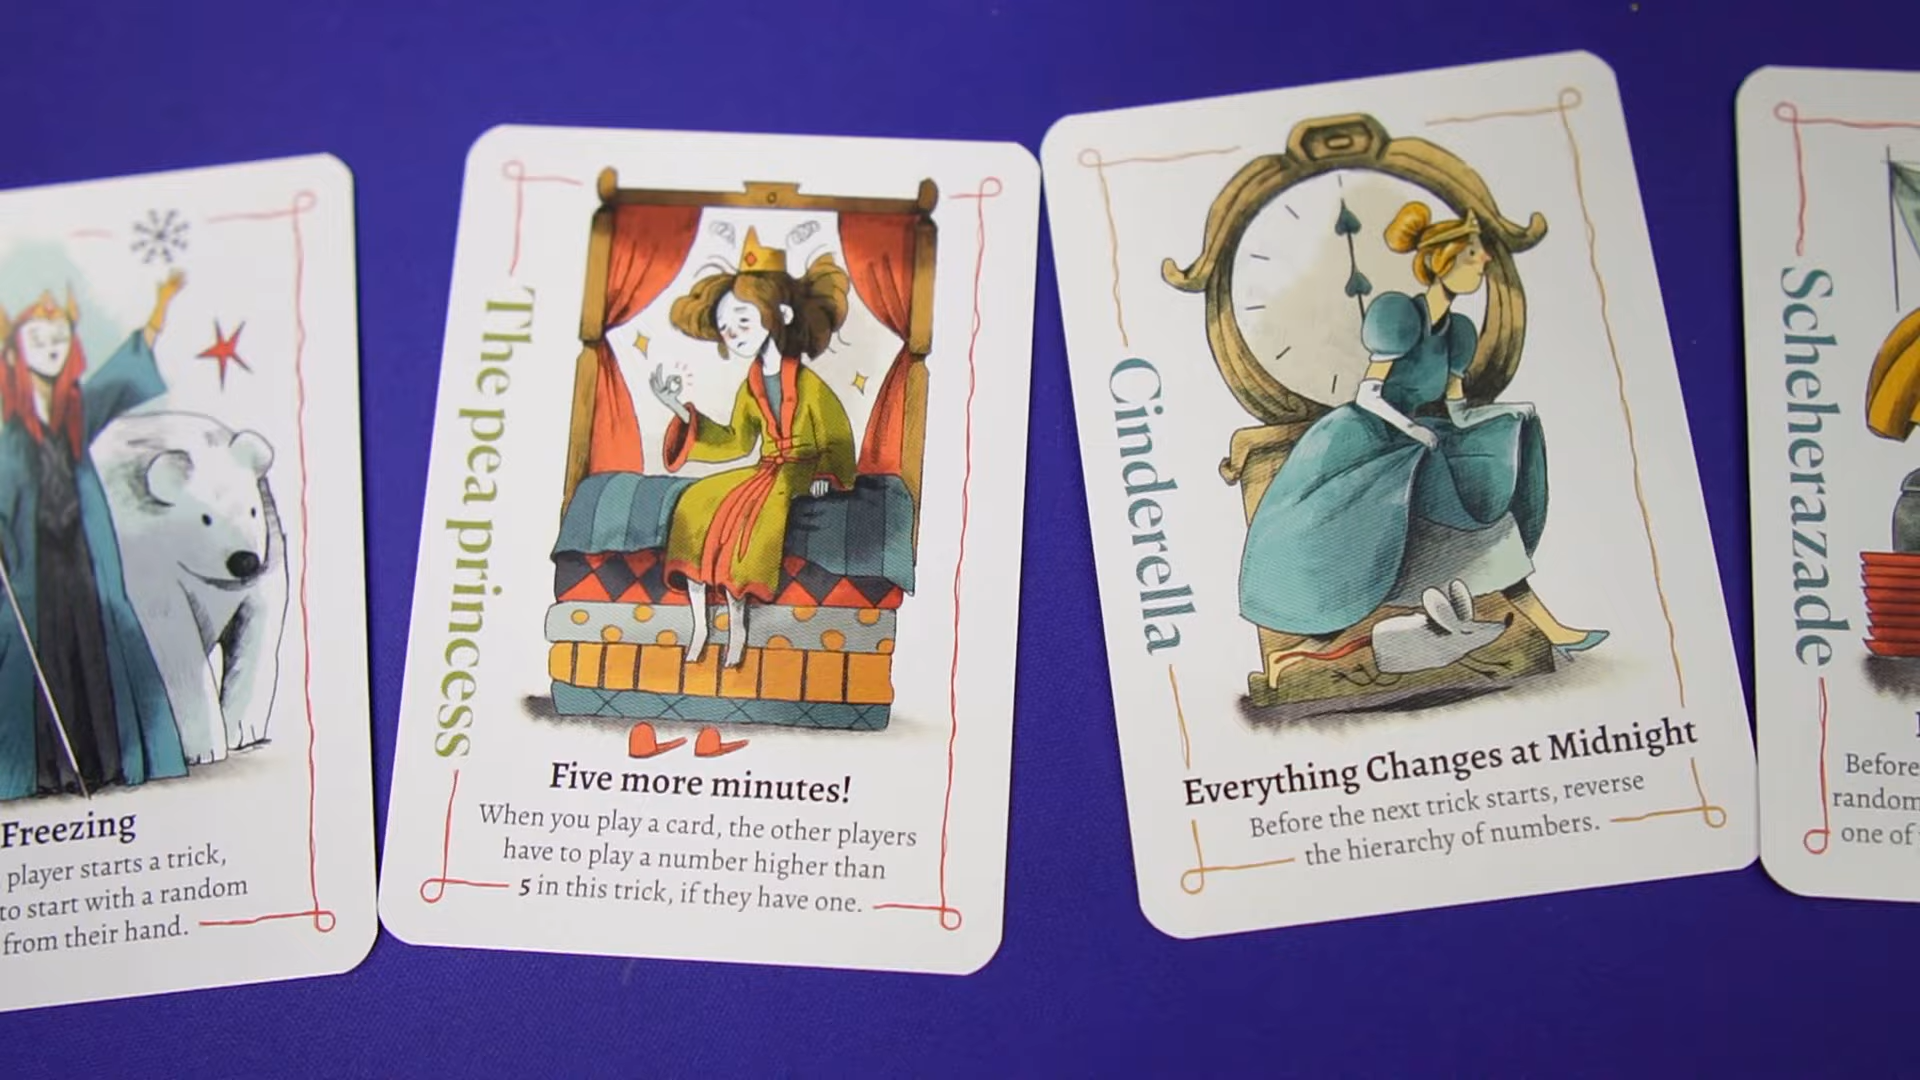 Freezing
player starts a trick,
to start with a random
from their hand.
The pea princess
Five more minutes!
When you play a card, the other players
have to play a number higher than
5 in this trick, if they have one.
Cinderella
Everything Changes at Midnight
Before the next trick starts, reverse
the hierarchy of numbers.
Scheherazade
Before
random
one of